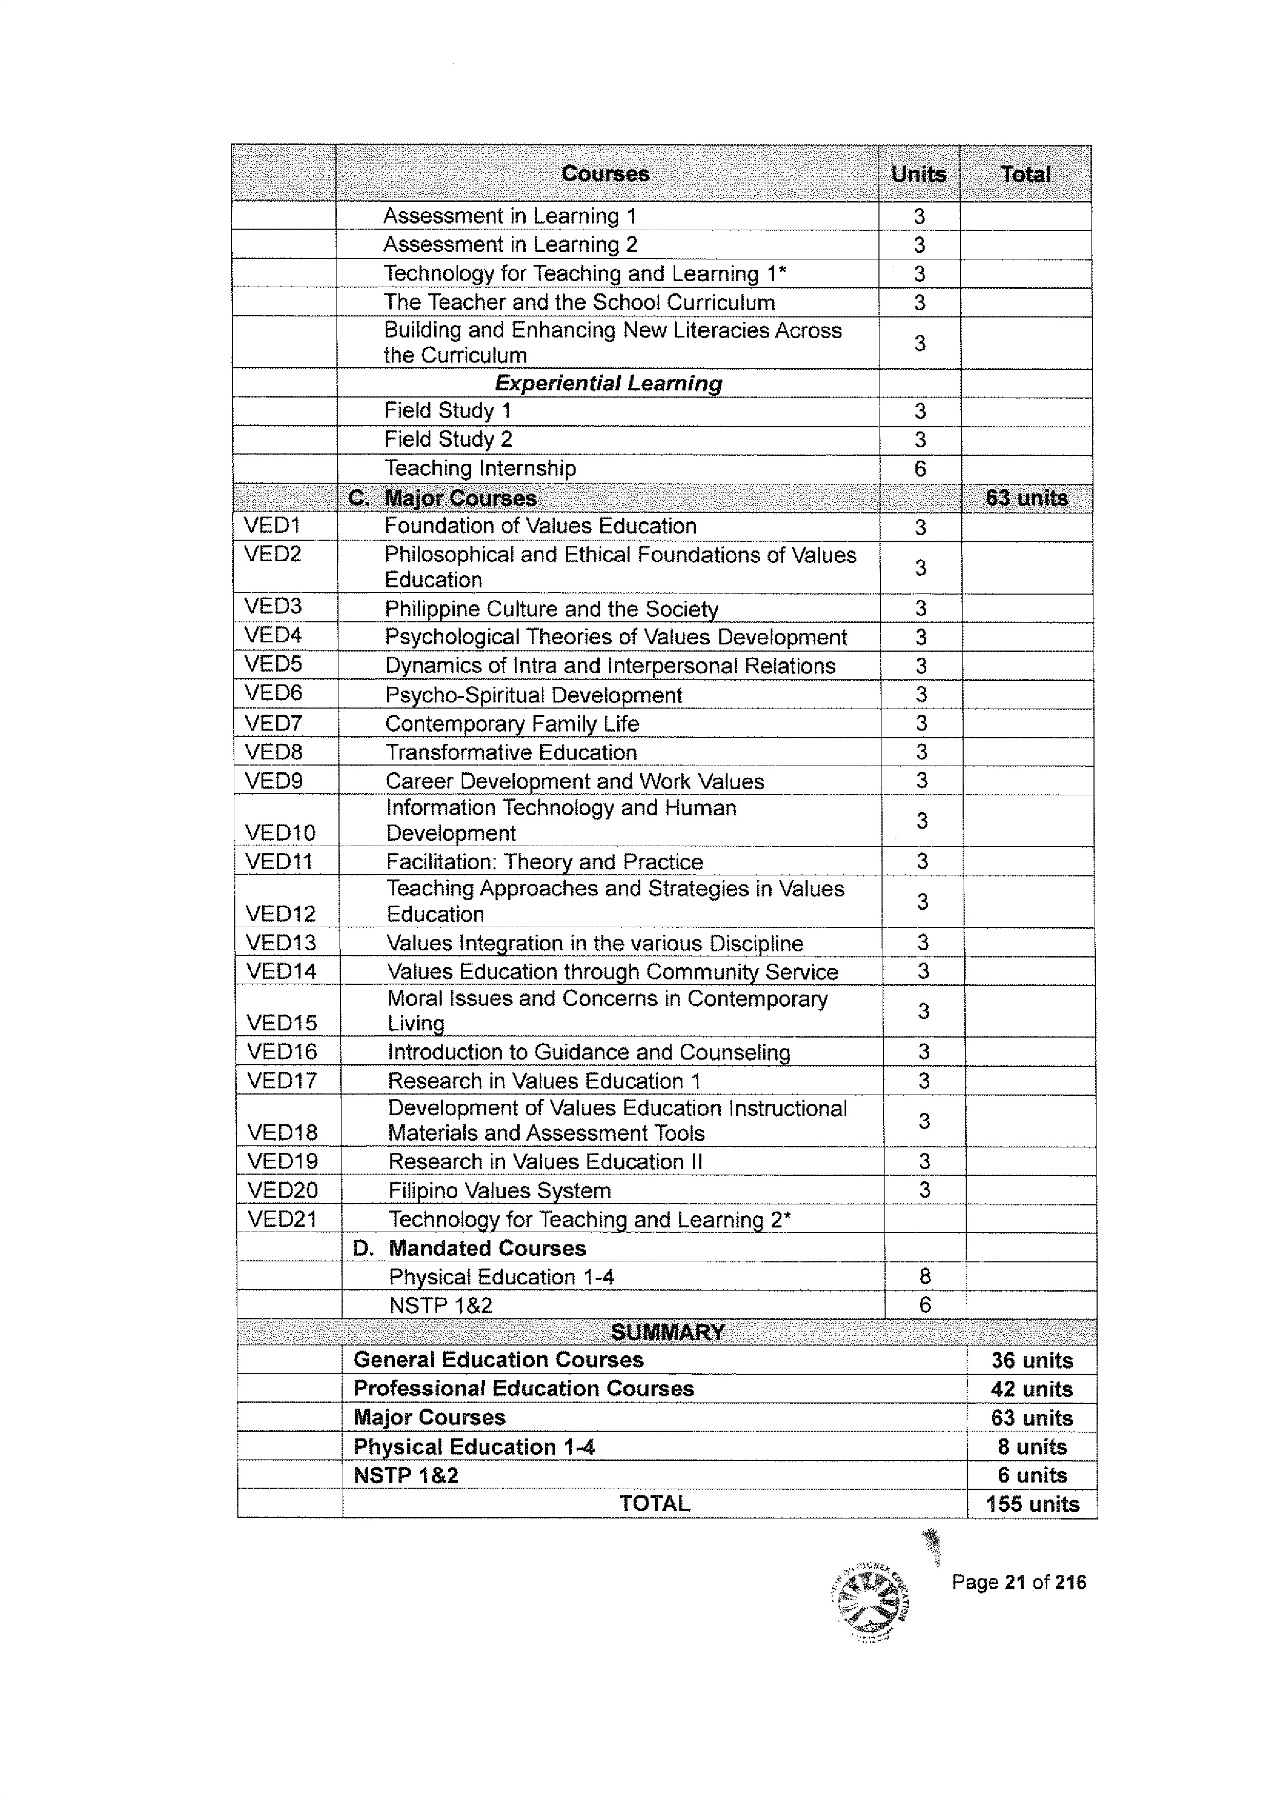 Courses Units Total
Assessment in Learning 1 3
Assessment in Learning 2 3
Technology for Teaching and Learning 1* 3
The Teacher and the School Curriculum 3
Building and Enhancing New Literacies Across
the Curriculum 3
Experiential Learning
Field Study 1 3
Field Study 2 3
Teaching Internship 6
C. Major Courses 63 units
VED1 Foundation of Values Education 3
VED2 Philosophical and Ethical Foundations of Values
Education 3
VED3 Philippine Culture and the Society 3
VED4 Psychological Theories of Values Development 3
VED5 Dynamics of Intra and Interpersonal Relations 3
VED6 Psycho-Spiritual Development 3
VED7 Contemporary Family Life 3
VED8 Transformative Education 3
VED9 Career Development and Work Values 3
Information Technology and Human
VED10 Development 3
VED11 Facilitation: Theory and Practice 3
Teaching Approaches and Strategies in Values
VED12 Education 3
VED13 Values Integration in the various Discipline 3
VED14 Values Education through Community Service 3
Moral Issues and Concerns in Contemporary
VED15 Living 3
VED16 Introduction to Guidance and Counseling 3
VED17 Research in Values Education 1 3
Development of Values Education Instructional
VED18 Materials and Assessment Tools 3
VED19 Research in Values Education II 3
VED20 Filipino Values System 3
VED21 Technology for Teaching and Learning 2*
D. Mandated Courses
Physical Education 1-4 8
NSTP 1&2 6
SUMMARY
General Education Courses 36 units
Professional Education Courses 42 units
Major Courses 63 units
Physical Education 1-4 8 units
NSTP 1&2 6 units
TOTAL 155 units
Page 21 of 216